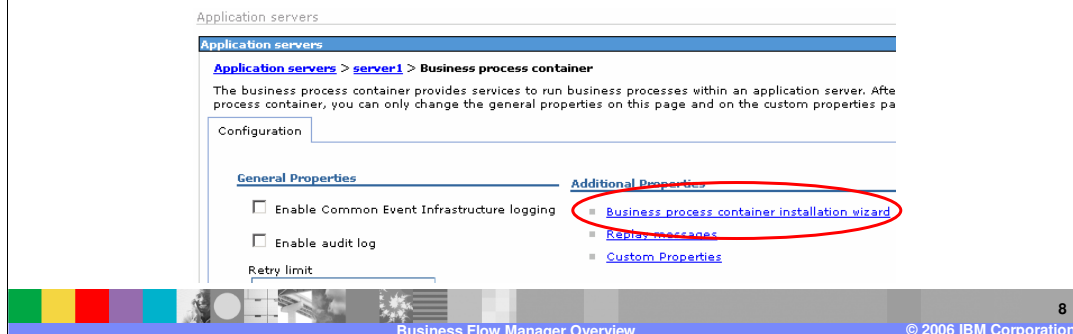 Application servers
Application servers
Application servers > server1 > Business process container
The business process container provides services to run business processes within an application server. Afte
process container, you can only change the general properties on this page and on the custom properties pa
Configuration
General Properties
Additional Properties
Enable Common Event Infrastructure logging
Business process container installation wizard
Enable audit log
Replay messages
Custom Properties
Retry limit
8
Business Flow Manager Overview
© 2006 IBM Corporation